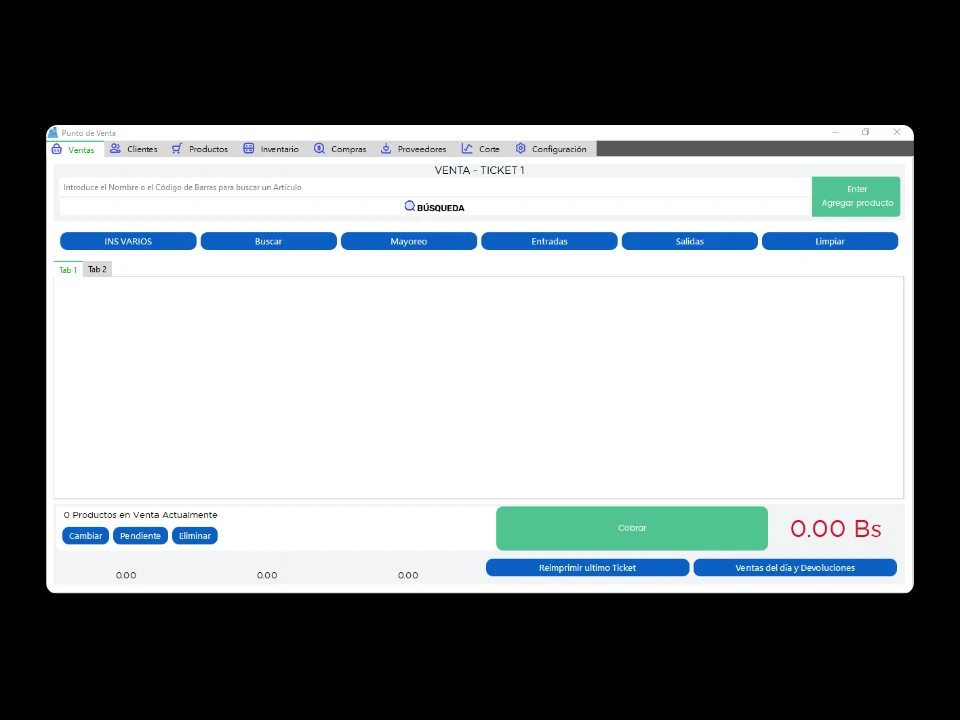 Punto de Venta
Ventas Clientes Productos Inventario Compras Proveedores Corte Configuración
VENTA - TICKET 1
Introduce el Nombre o el Código de Barras para buscar un Artículo
BÚSQUEDA
Enter
Agregar producto
INS VARIOS Buscar Mayoreo Entradas Salidas Limpiar
Tab 1 Tab 2
0 Productos en Venta Actualmente
Cambiar Pendiente Eliminar
Cobrar
0.00 Bs
0.00 0.00 0.00
Reimprimir ultimo Ticket Ventas del día y Devoluciones